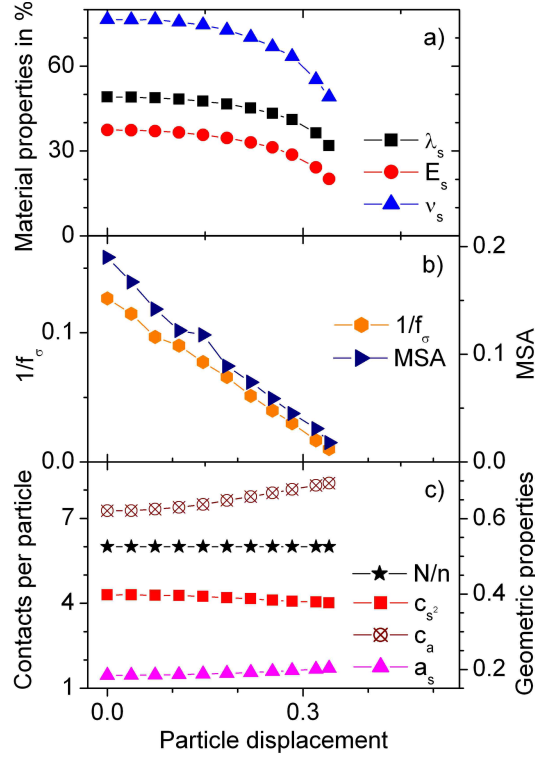 Material properties in %
60
30
0
a)
λs
Es
νs
1/fσ
0.1
0.0
b)
1/fσ
MSA
0.2
0.1
0.0
MSA
Contacts per particle
7
4
1
c)
N/n
cs²
ca
as
0.6
0.4
0.2
Geometric properties
0.0
0.3
Particle displacement